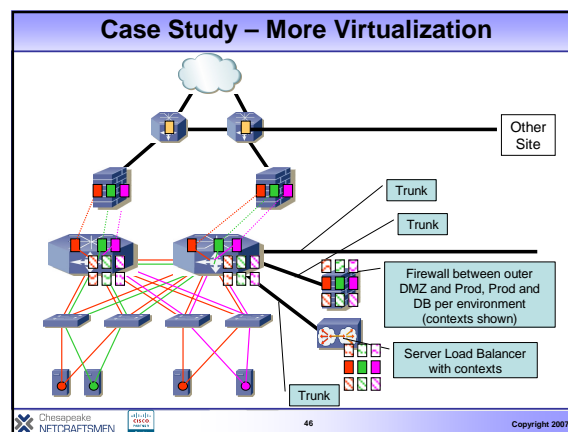 Case Study – More Virtualization
Other
Site
Trunk
Trunk
Firewall between outer
DMZ and Prod, Prod and
DB per environment
(contexts shown)
Server Load Balancer
with contexts
Trunk
Chesapeake
NETCRAFTSMEN
CISCO
46
Copyright 2007